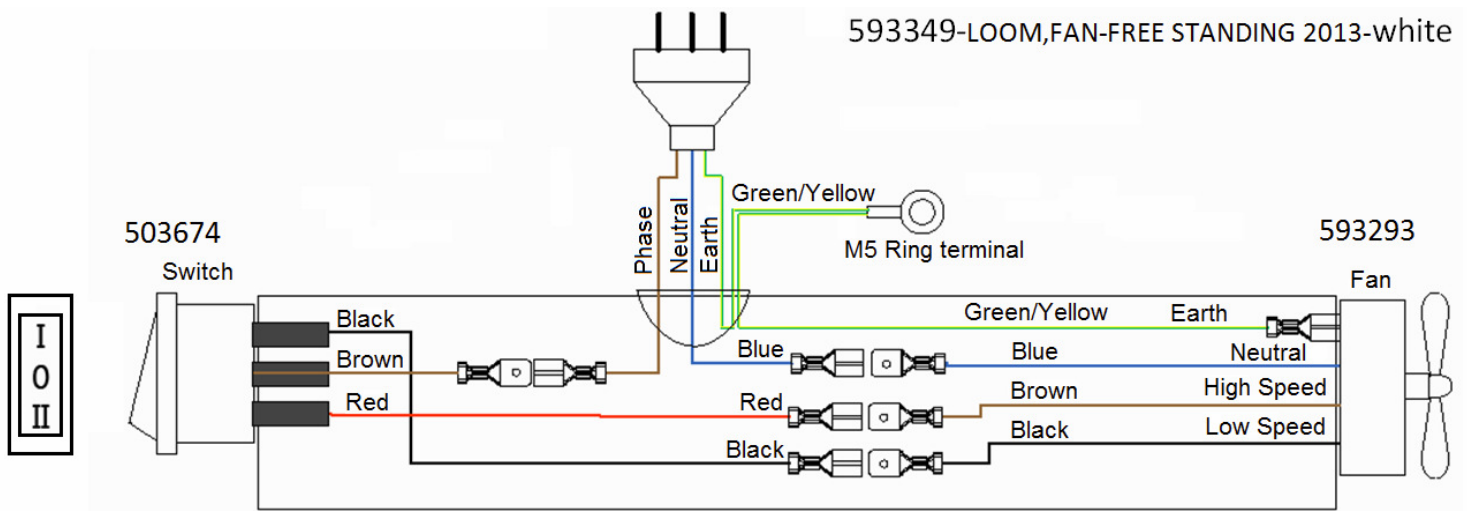 593349-LOOM,FAN-FREE STANDING 2013-white
Green/Yellow
M5 Ring terminal
Phase
Neutral
Earth
503674
Switch
593293
Fan
I
0
II
Black
Brown
Red
Green/Yellow
Earth
Blue
Blue
Neutral
Red
Brown
High Speed
Black
Black
Low Speed